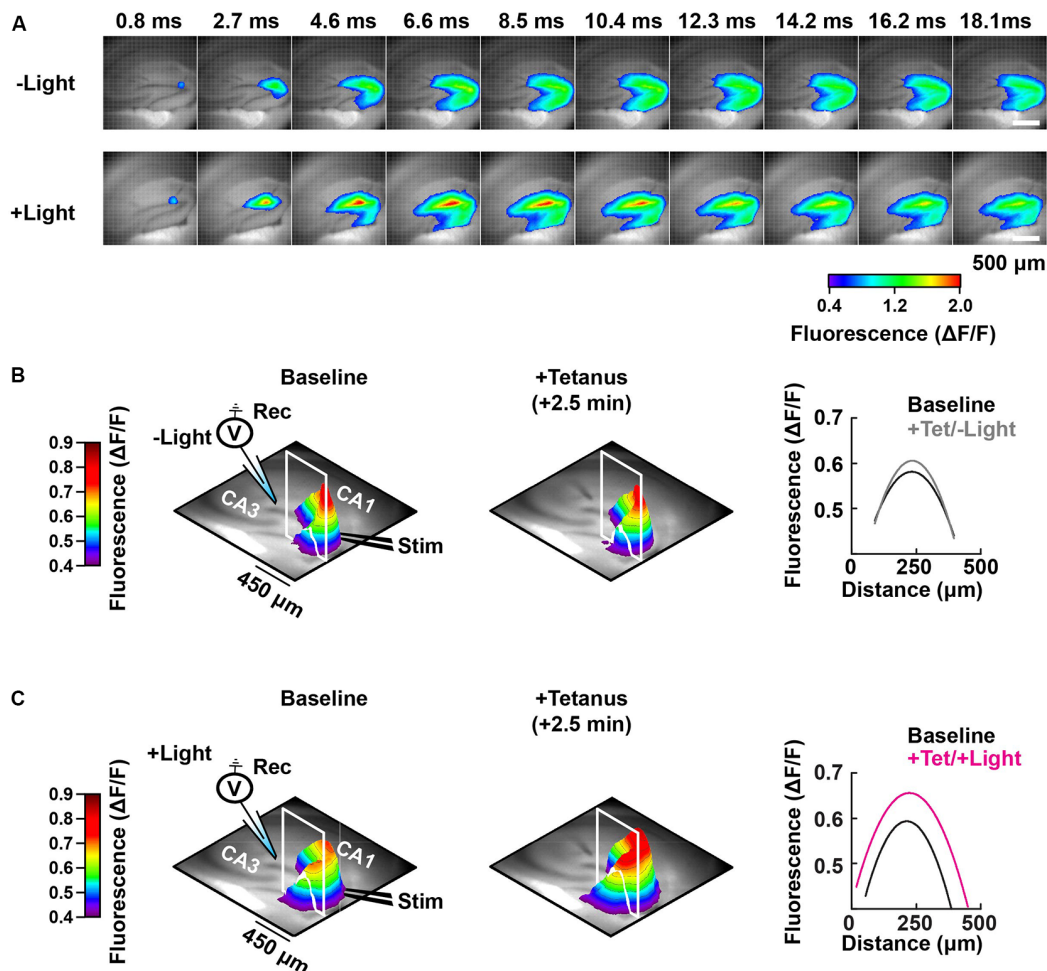 A
0.8 ms 2.7 ms 4.6 ms 6.6 ms 8.5 ms 10.4 ms 12.3 ms 14.2 ms 16.2 ms 18.1ms
-Light
+Light
500 µm
0.4 1.2 2.0
Fluorescence (ΔF/F)
B
Baseline
+Tetanus
(+2.5 min)
Fluorescence (ΔF/F)
0.9
0.8
0.7
0.6
0.5
0.4
-Light
Rec
V
CA3
CA1
Stim
450 µm
Baseline
+Tet/-Light
Fluorescence (ΔF/F)
0.7
0.6
0.5
0 250 500
Distance (µm)
C
Baseline
+Tetanus
(+2.5 min)
Fluorescence (ΔF/F)
0.9
0.8
0.7
0.6
0.5
0.4
+Light
Rec
V
CA3
CA1
Stim
450 µm
Baseline
+Tet/+Light
Fluorescence (ΔF/F)
0.7
0.6
0.5
0 250 500
Distance (µm)